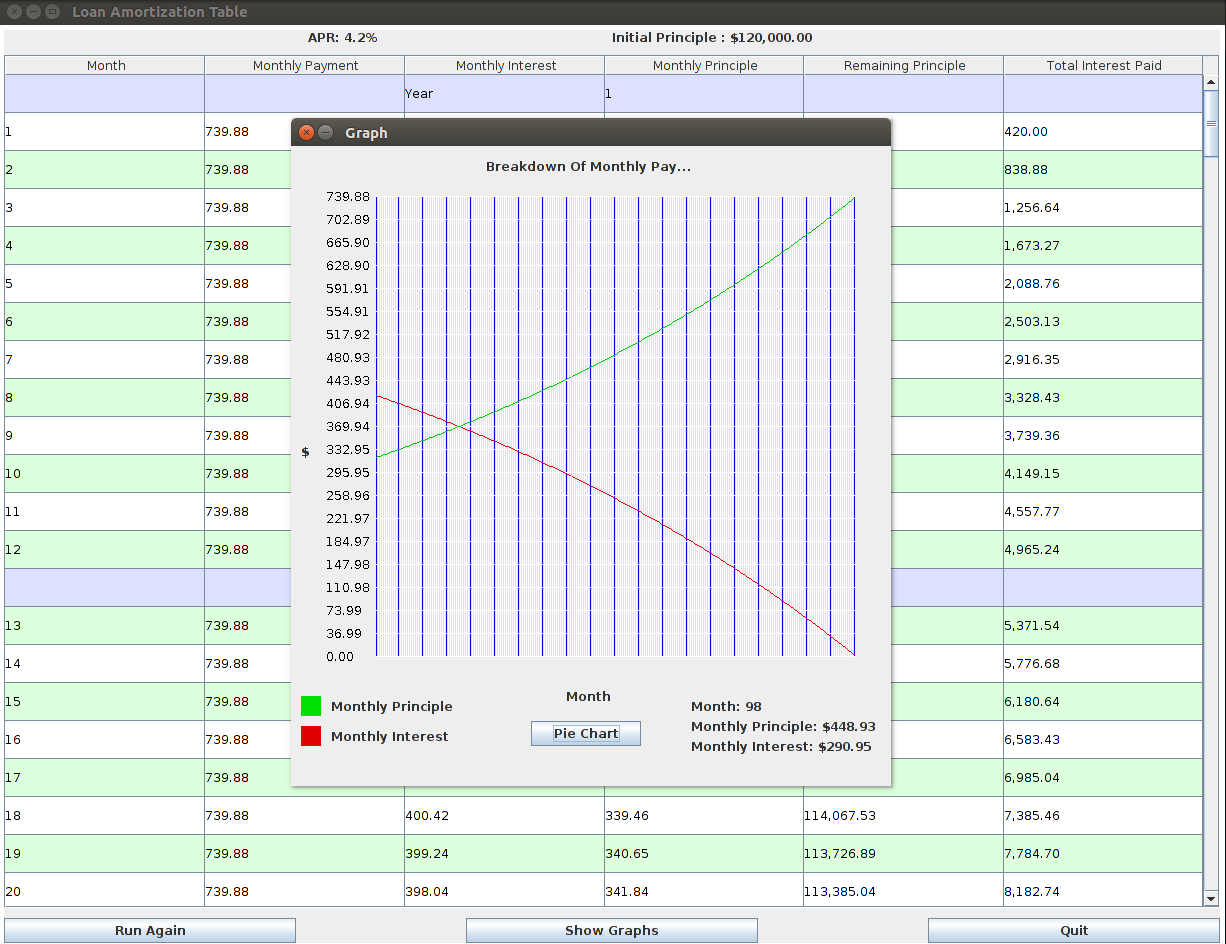 Loan Amortization Table
APR: 4.2% Initial Principle : $120,000.00
Month Monthly Payment Monthly Interest Monthly Principle Remaining Principle Total Interest Paid
Year 1
1 739.88 420.00
2 739.88 838.88
3 739.88 1,256.64
4 739.88 1,673.27
5 739.88 2,088.76
6 739.88 2,503.13
7 739.88 2,916.35
8 739.88 3,328.43
9 739.88 3,739.36
10 739.88 4,149.15
11 739.88 4,557.77
12 739.88 4,965.24
13 739.88 5,371.54
14 739.88 5,776.68
15 739.88 6,180.64
16 739.88 6,583.43
17 739.88 6,985.04
18 739.88 400.42 339.46 114,067.53 7,385.46
19 739.88 399.24 340.65 113,726.89 7,784.70
20 739.88 398.04 341.84 113,385.04 8,182.74
Graph
Breakdown Of Monthly Pay...
739.88
702.89
665.90
628.90
591.91
554.91
517.92
480.93
443.93
406.94
369.94
$ 332.95
295.95
258.96
221.97
184.97
147.98
110.98
73.99
36.99
0.00
Month
Monthly Principle
Monthly Interest
Pie Chart
Month: 98
Monthly Principle: $448.93
Monthly Interest: $290.95
Run Again Show Graphs Quit